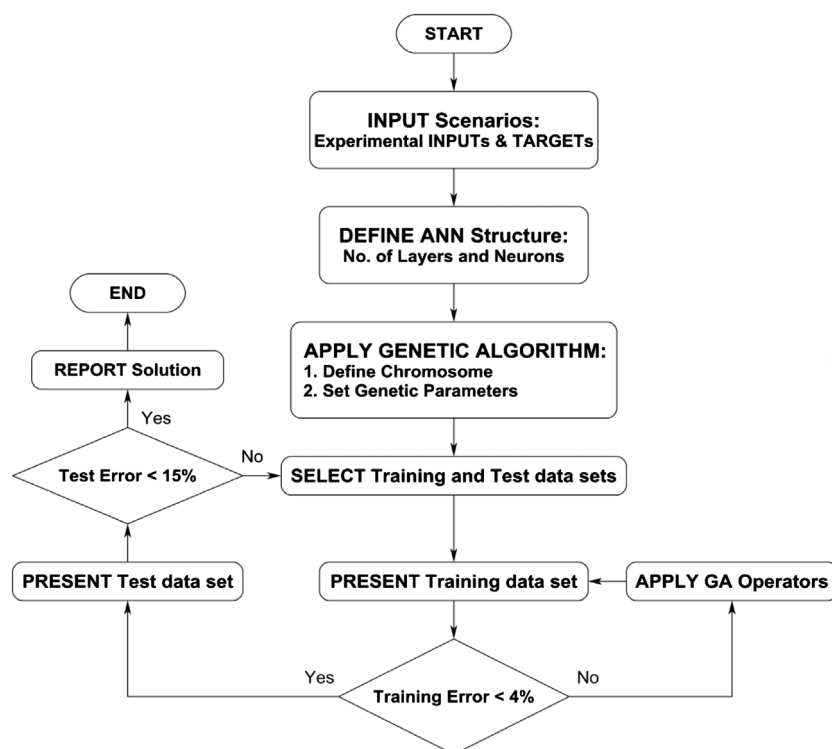 START
INPUT Scenarios:
Experimental INPUTs & TARGETs
DEFINE ANN Structure:
No. of Layers and Neurons
END
APPLY GENETIC ALGORITHM:
1. Define Chromosome
2. Set Genetic Parameters
REPORT Solution
Yes
Test Error < 15%
No
SELECT Training and Test data sets
PRESENT Test data set
PRESENT Training data set
APPLY GA Operators
Yes
Training Error < 4%
No